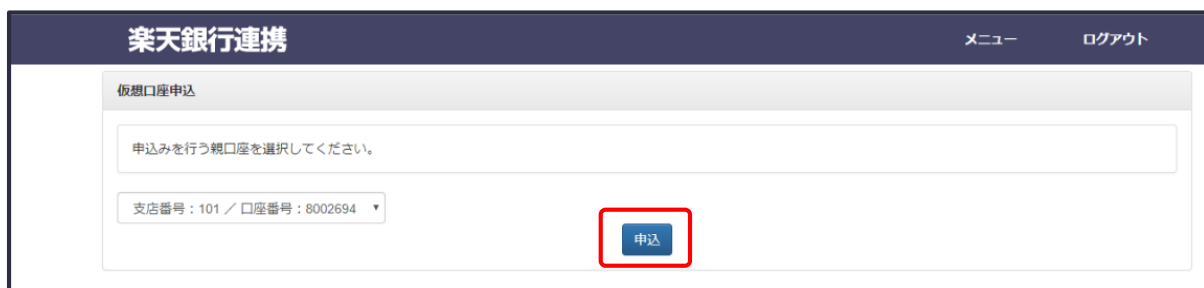 楽天銀行連携
メニュー
ログアウト
仮想口座申込
申込みを行う親口座を選択してください。
支店番号：101 ／ 口座番号：8002694
申込